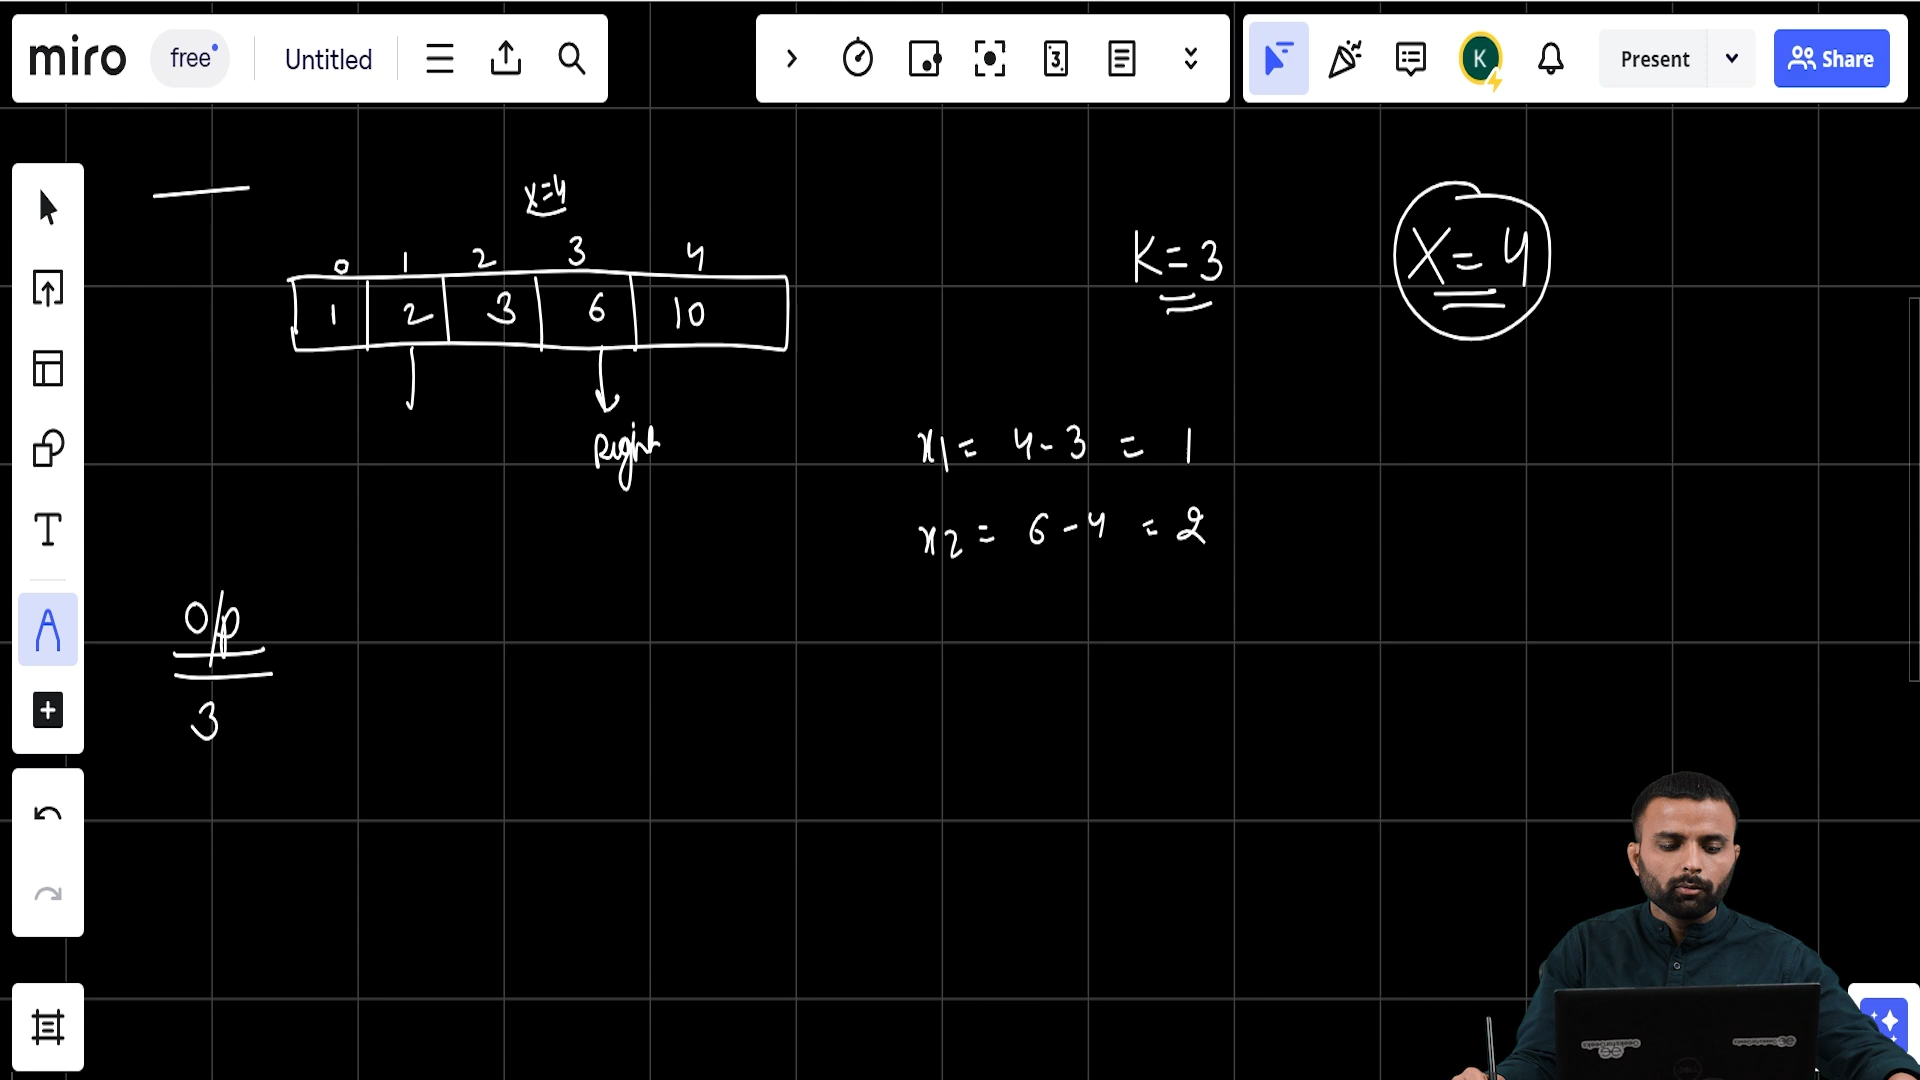 miro free Untitled Present Share
3
K
X=4
0 1 2 3 4
1 2 3 6 10
K=3
X=4
Right
x1 = 4-3 = 1
x2 = 6-4 = 2
O/p
3